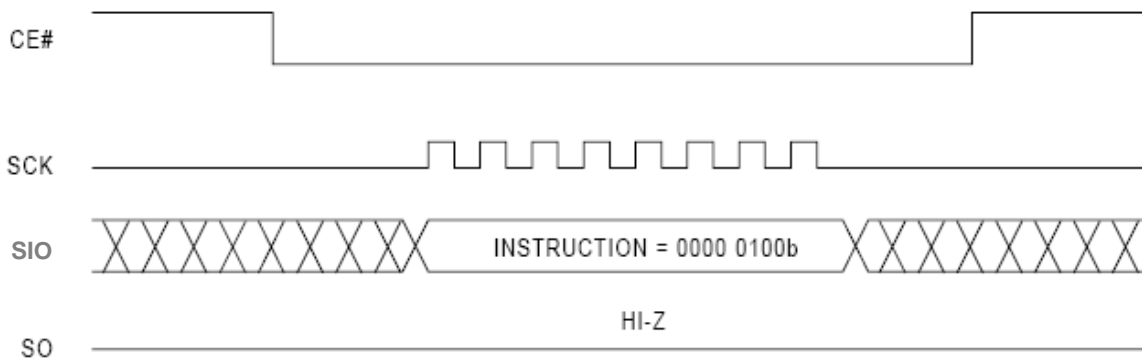 CE#
SCK
SIO
INSTRUCTION = 0000 0100b
HI-Z
SO